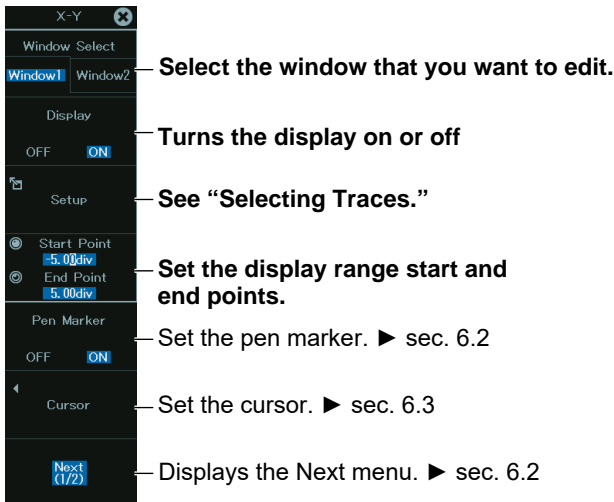 X-Y
Window Select
Window1 Window2
Select the window that you want to edit.
Display
OFF ON
Turns the display on or off
Setup
See “Selecting Traces.”
Start Point
-5.00div
End Point
5.00div
Set the display range start and
end points.
Pen Marker
OFF ON
Set the pen marker. ► sec. 6.2
Cursor
Set the cursor. ► sec. 6.3
Next
(1/2)
Displays the Next menu. ► sec. 6.2